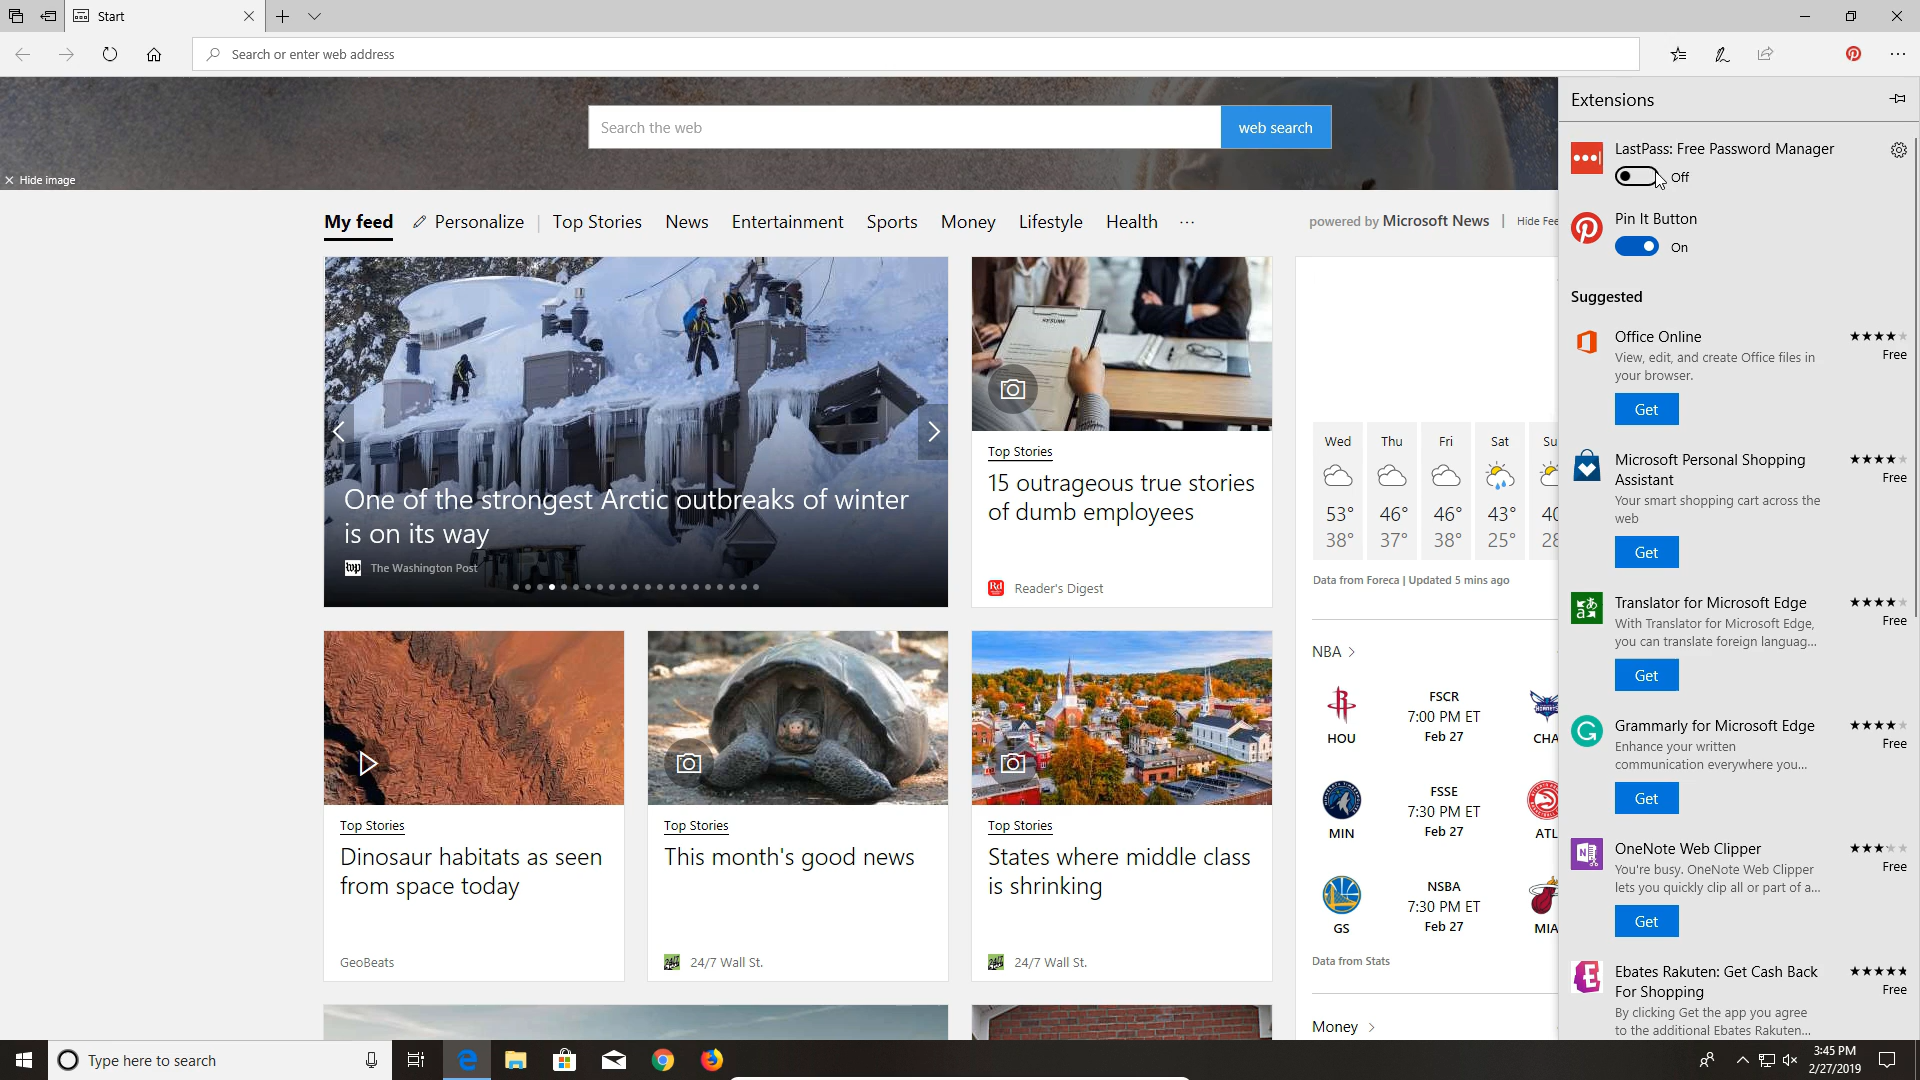 Start
Search or enter web address
Search the web
web search
Hide image
My feed
Personalize
Top Stories
News
Entertainment
Sports
Money
Lifestyle
Health
powered by Microsoft News
Hide Fee
One of the strongest Arctic outbreaks of winter
is on its way
wp
The Washington Post
RESUME
Top Stories
15 outrageous true stories
of dumb employees
Rd
Reader's Digest
Wed
Thu
Fri
Sat
Su
53°
46°
46°
43°
40
38°
37°
38°
25°
28
Data from Foreca | Updated 5 mins ago
Top Stories
Dinosaur habitats as seen
from space today
GeoBeats
Top Stories
This month's good news
24/7 Wall St.
Top Stories
States where middle class
is shrinking
24/7 Wall St.
NBA
HOU
FSCR
7:00 PM ET
Feb 27
CHA
MIN
FSSE
7:30 PM ET
Feb 27
ATL
GS
NSBA
7:30 PM ET
Feb 27
MIA
Data from Stats
Money
Extensions
LastPass: Free Password Manager
Off
Pin It Button
On
Suggested
Office Online
Free
View, edit, and create Office files in
your browser.
Get
Microsoft Personal Shopping
Assistant
Free
Your smart shopping cart across the
web
Get
Translator for Microsoft Edge
Free
With Translator for Microsoft Edge,
you can translate foreign languag...
Get
Grammarly for Microsoft Edge
Free
Enhance your written
communication everywhere you...
Get
OneNote Web Clipper
Free
You're busy. OneNote Web Clipper
lets you quickly clip all or part of a...
Get
Ebates Rakuten: Get Cash Back
For Shopping
Free
By clicking Get the app you agree
to the additional Ebates Rakuten...
Type here to search
3:45 PM
2/27/2019